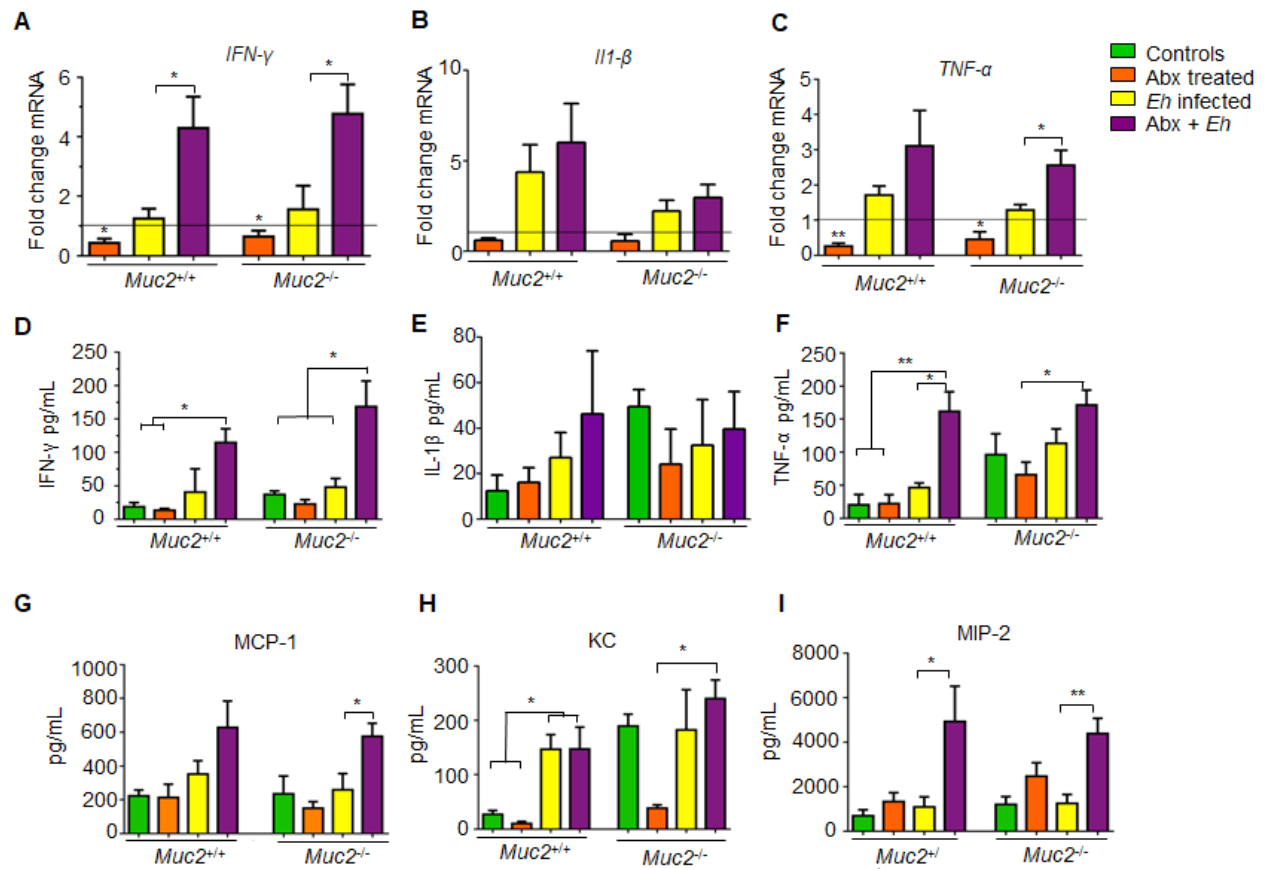 A
IFN-γ
Fold change mRNA
6
4
2
0
*
*
*
*
Muc2+/+
Muc2-/-
B
Il1-β
Fold change mRNA
10
5
0
Muc2+/+
Muc2-/-
C
TNF-α
Fold change mRNA
5
4
3
2
1
0
**
*
*
Muc2+/+
Muc2-/-
Controls
Abx treated
Eh infected
Abx + Eh
D
IFN-γ pg/mL
250
200
150
100
50
0
*
*
Muc2+/+
Muc2-/-
E
IL-1β pg/mL
80
60
40
20
0
Muc2+/+
Muc2-/-
F
TNF-α pg/mL
250
200
150
100
50
0
**
*
*
Muc2+/+
Muc2-/-
G
MCP-1
pg/mL
1000
800
600
400
200
0
*
Muc2+/+
Muc2-/-
H
KC
pg/mL
300
200
100
0
*
*
Muc2+/+
Muc2-/-
I
MIP-2
pg/mL
8000
6000
4000
2000
0
*
**
Muc2+/
Muc2-/-